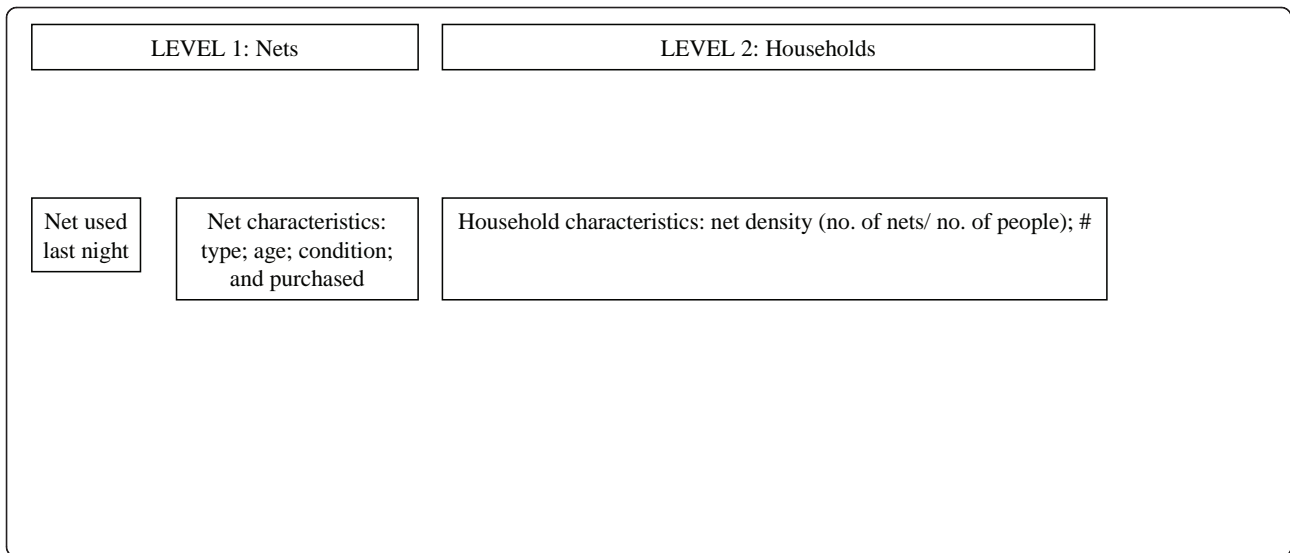 LEVEL 1: Nets
LEVEL 2: Households
Net used
last night
Net characteristics:
type; age; condition;
and purchased
Household characteristics: net density (no. of nets/ no. of people); #